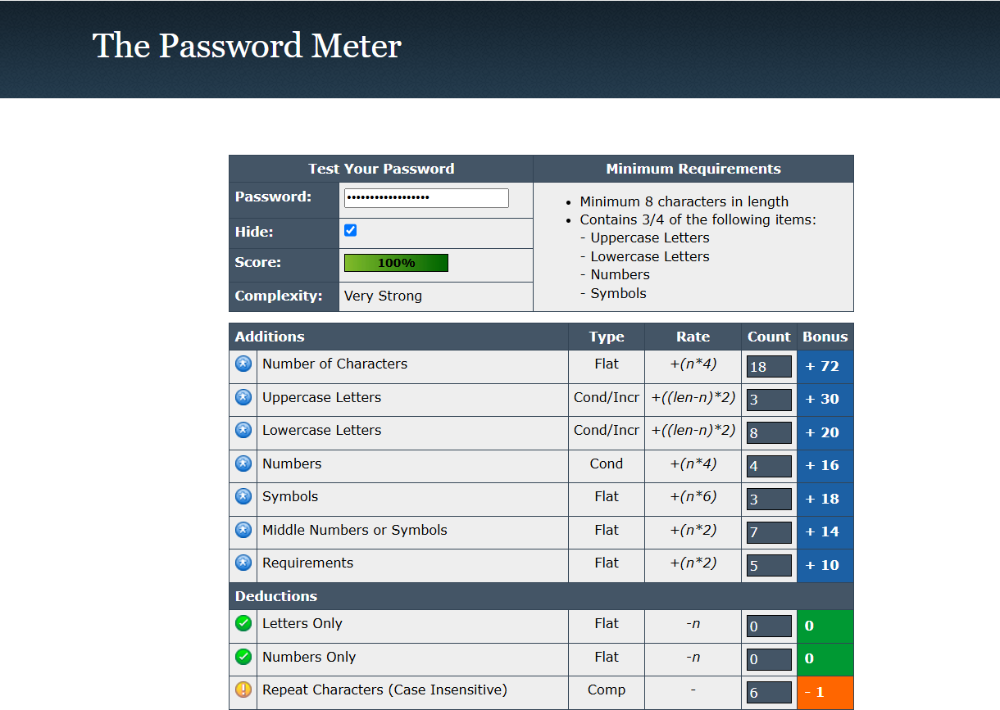 The Password Meter
Test Your Password Minimum Requirements
Password: ••••••••••••••••••
Hide:
Score: 100%
Complexity: Very Strong
• Minimum 8 characters in length
• Contains 3/4 of the following items:
- Uppercase Letters
- Lowercase Letters
- Numbers
- Symbols
Additions Type Rate Count Bonus
Number of Characters Flat +(n*4) 18 + 72
Uppercase Letters Cond/Incr +((len-n)*2) 3 + 30
Lowercase Letters Cond/Incr +((len-n)*2) 8 + 20
Numbers Cond +(n*4) 4 + 16
Symbols Flat +(n*6) 3 + 18
Middle Numbers or Symbols Flat +(n*2) 7 + 14
Requirements Flat +(n*2) 5 + 10
Deductions
Letters Only Flat -n 0 0
Numbers Only Flat -n 0 0
Repeat Characters (Case Insensitive) Comp - 6 - 1